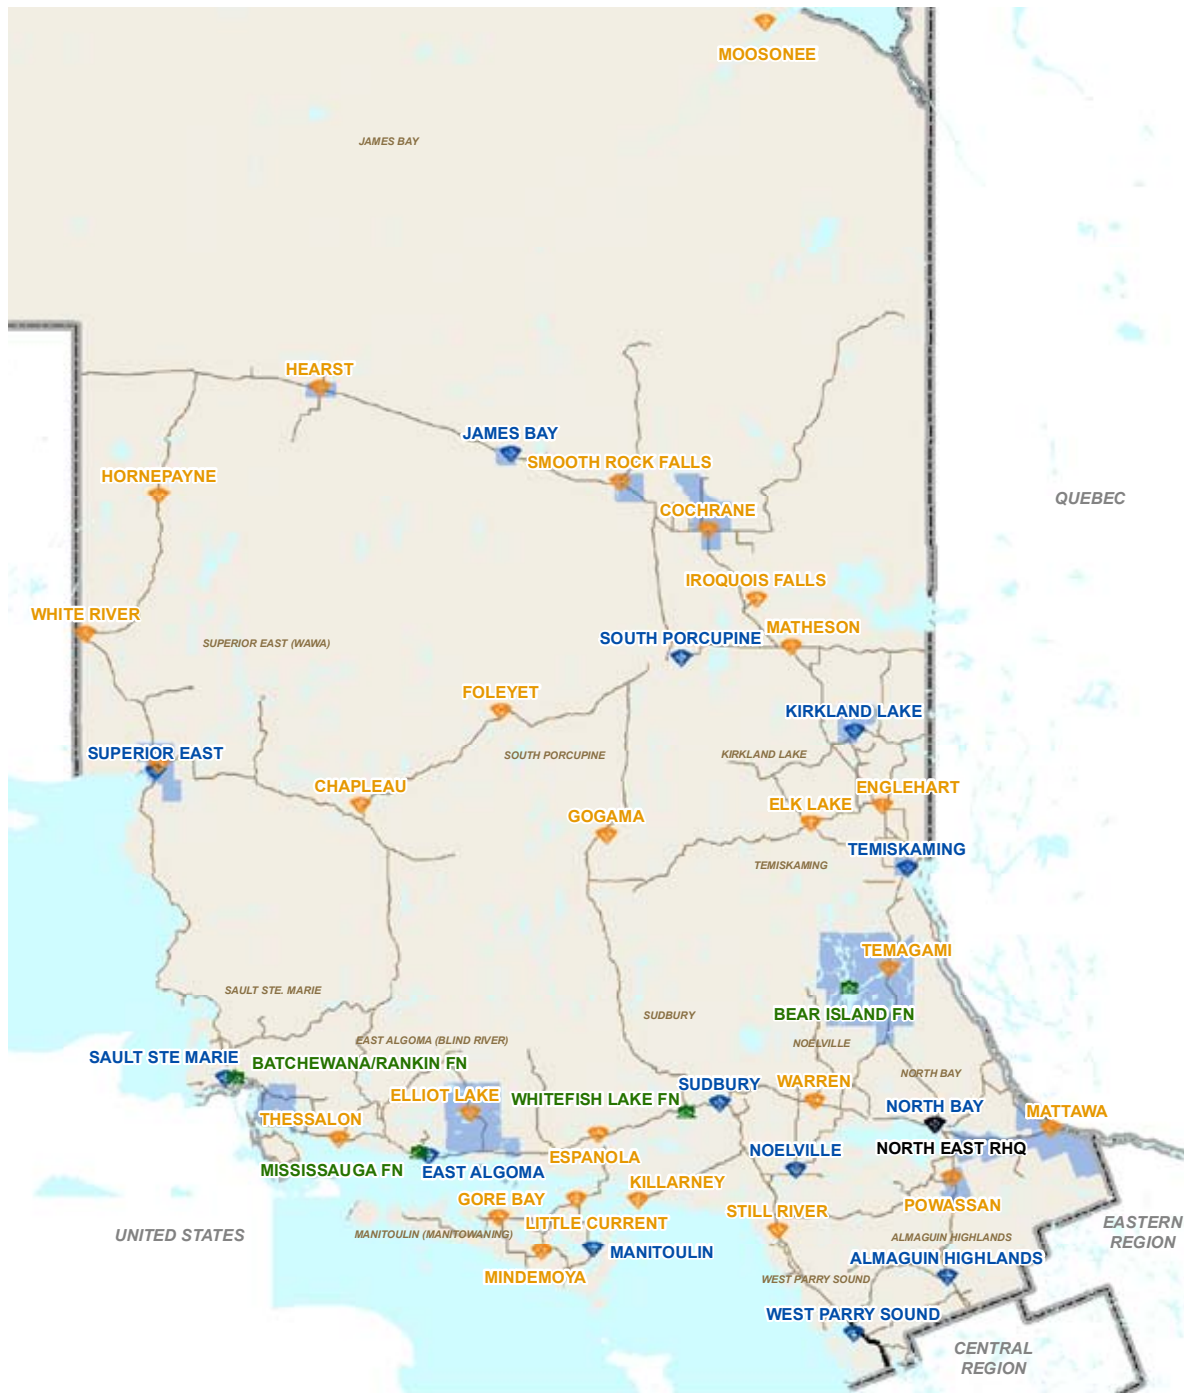 MOOSONEE
JAMES BAY
HEARST
JAMES BAY
SMOOTH ROCK FALLS
HORNEPAYNE
QUEBEC
COCHRANE
IROQUOIS FALLS
WHITE RIVER
MATHESON
SOUTH PORCUPINE
SUPERIOR EAST (WAWA)
FOLEYET
KIRKLAND LAKE
SUPERIOR EAST
SOUTH PORCUPINE
KIRKLAND LAKE
CHAPLEAU
ENGLEHART
ELK LAKE
GOGAMA
TEMISKAMING
TEMISKAMING
TEMAGAMI
SAULT STE. MARIE
BEAR ISLAND FN
SUDBURY
EAST ALGOMA (BLIND RIVER)
NOELVILLE
SAULT STE MARIE
BATCHEWANA/RANKIN FN
NORTH BAY
SUDBURY
WARREN
ELLIOT LAKE
WHITEFISH LAKE FN
NORTH BAY
MATTAWA
THESSALON
NORTH EAST RHQ
NOELVILLE
ESPANOLA
MISSISSAUGA FN
EAST ALGOMA
KILLARNEY
GORE BAY
POWASSAN
STILL RIVER
LITTLE CURRENT
EASTERN
REGION
UNITED STATES
MANITOULIN (MANITOWANING)
ALMAGUIN HIGHLANDS
MANITOULIN
ALMAGUIN HIGHLANDS
MINDEMOYA
WEST PARRY SOUND
WEST PARRY SOUND
CENTRAL
REGION